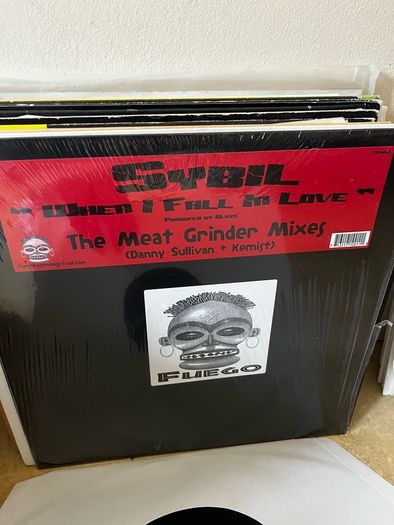 SYBIL
" WHEN I FALL IN LOVE "
PRODUCED BY BLAZE
The Meat Grinder Mixes
(Danny Sullivan + Kemist)
FUEGO